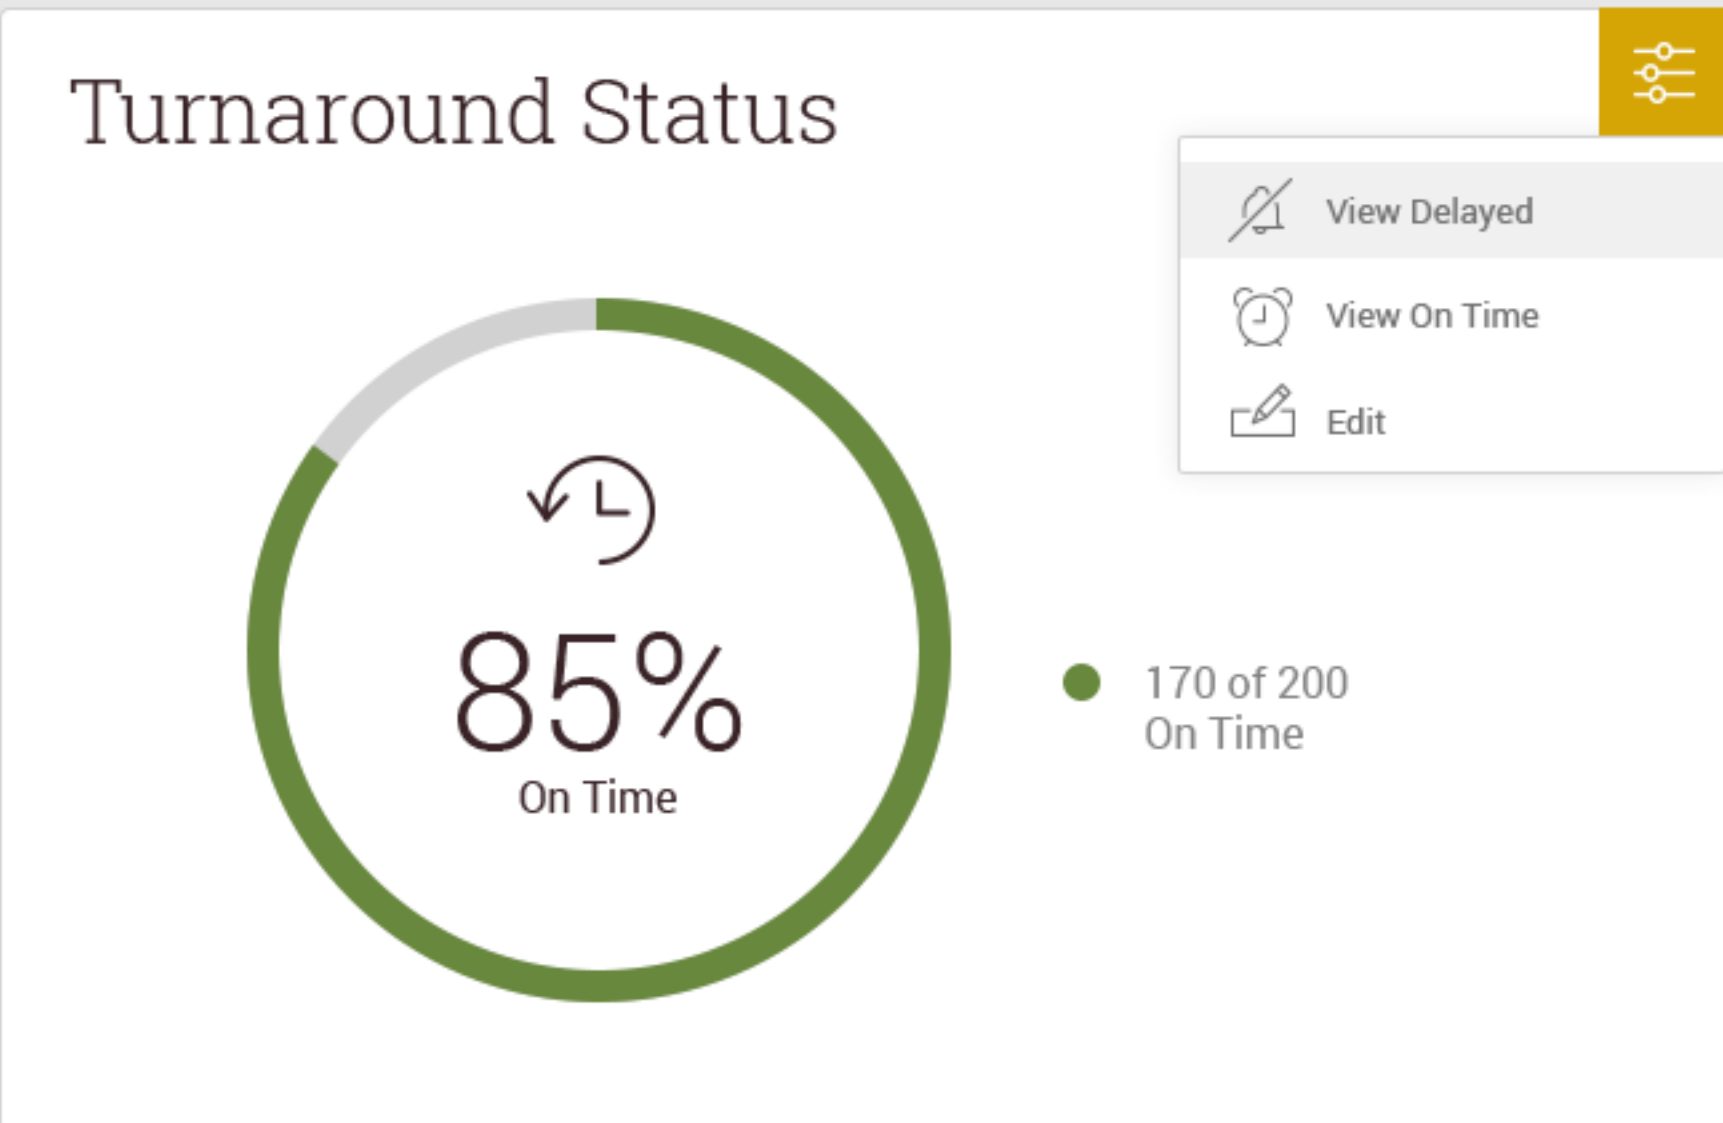 Turnaround Status
View Delayed
View On Time
Edit
85%
On Time
170 of 200
On Time